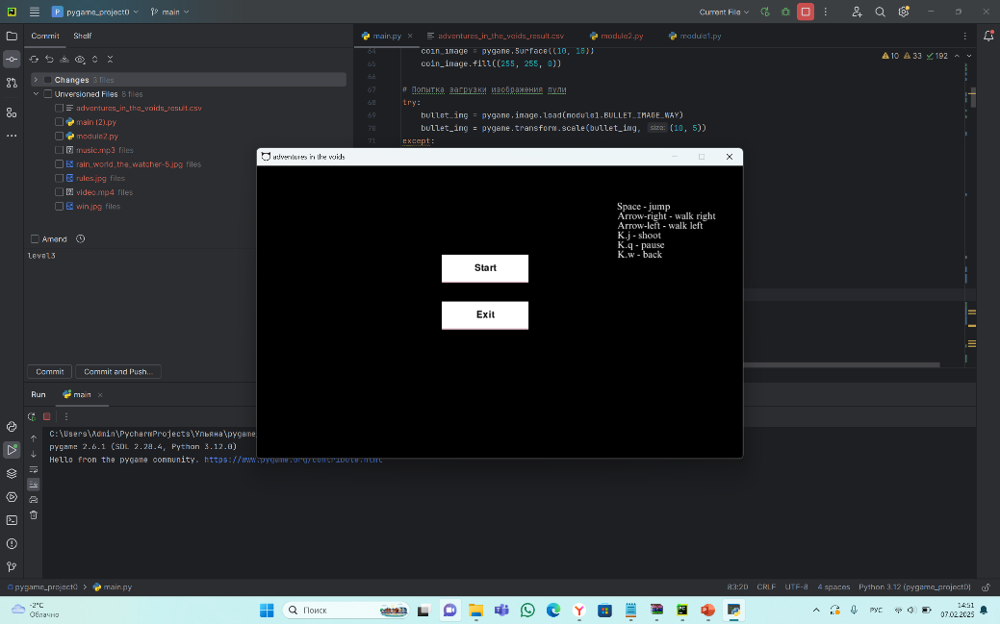 pygame_project0
main
Current File
Commit
Shelf
main.py
adventures_in_the_voids_result.csv
module2.py
module1.py
Changes 3 files
Unversioned Files 8 files
adventures_in_the_voids_result.csv
main (2).py
module2.py
music.mp3 files
rain_world_the_watcher-5.jpg files
rules.jpg files
video.mp4 files
win.jpg files
Amend
level3
Commit
Commit and Push...
10
33
192
64
coin_image = pygame.Surface((10, 10))
65
coin_image.fill((255, 255, 0))
66
67
# Попытка загрузки изображения пули
68
try:
69
bullet_img = pygame.image.load(module1.BULLET_IMAGE_WAY)
70
bullet_img = pygame.transform.scale(bullet_img, size: (10, 5))
71
except:
adventures in the voids
Space - jump
Arrow-right - walk right
Arrow-left - walk left
K.j - shoot
K.q - pause
K.w - back
Start
Exit
Run
main
C:\Users\Admin\PycharmProjects\Ульяна\pygame_
pygame 2.6.1 (SDL 2.28.4, Python 3.12.0)
Hello from the pygame community. https://www.pygame.org/contribute.html
pygame_project0
main.py
83:20
CRLF
UTF-8
4 spaces
Python 3.12 (pygame_project0)
-2°C
Облачно
Поиск
РУС
14:51
07.02.2025